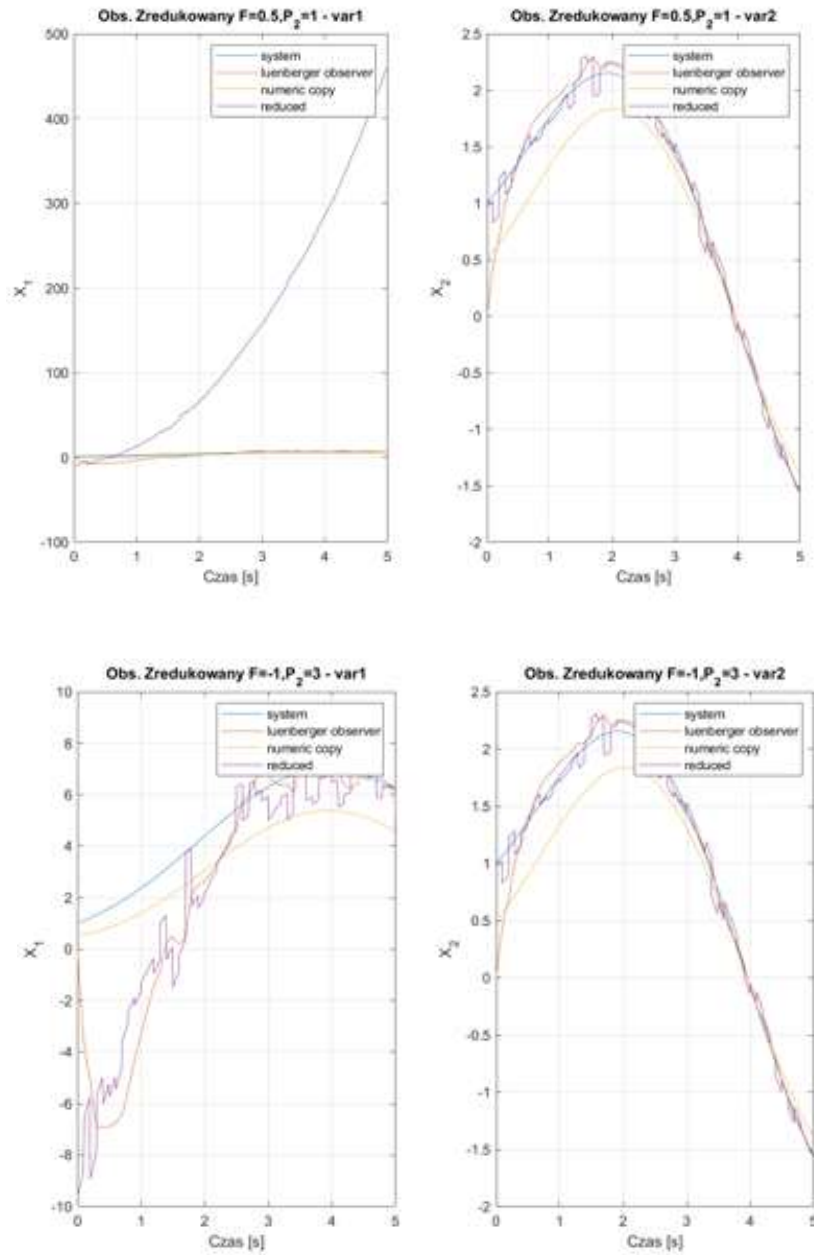 Obs. Zredukowany F=0.5,P₂=1 - var1
500
400
300
200
100
0
-100
X₁
0 1 2 3 4 5
Czas [s]
system
luenberger observer
numeric copy
reduced
Obs. Zredukowany F=0.5,P₂=1 - var2
2.5
2
1.5
1
0.5
0
-0.5
-1
-1.5
-2
X₂
0 1 2 3 4 5
Czas [s]
system
luenberger observer
numeric copy
reduced
Obs. Zredukowany F=-1,P₂=3 - var1
10
8
6
4
2
0
-2
-4
-6
-8
-10
X₁
0 1 2 3 4 5
Czas [s]
system
luenberger observer
numeric copy
reduced
Obs. Zredukowany F=-1,P₂=3 - var2
2.5
2
1.5
1
0.5
0
-0.5
-1
-1.5
-2
X₂
0 1 2 3 4 5
Czas [s]
system
luenberger observer
numeric copy
reduced